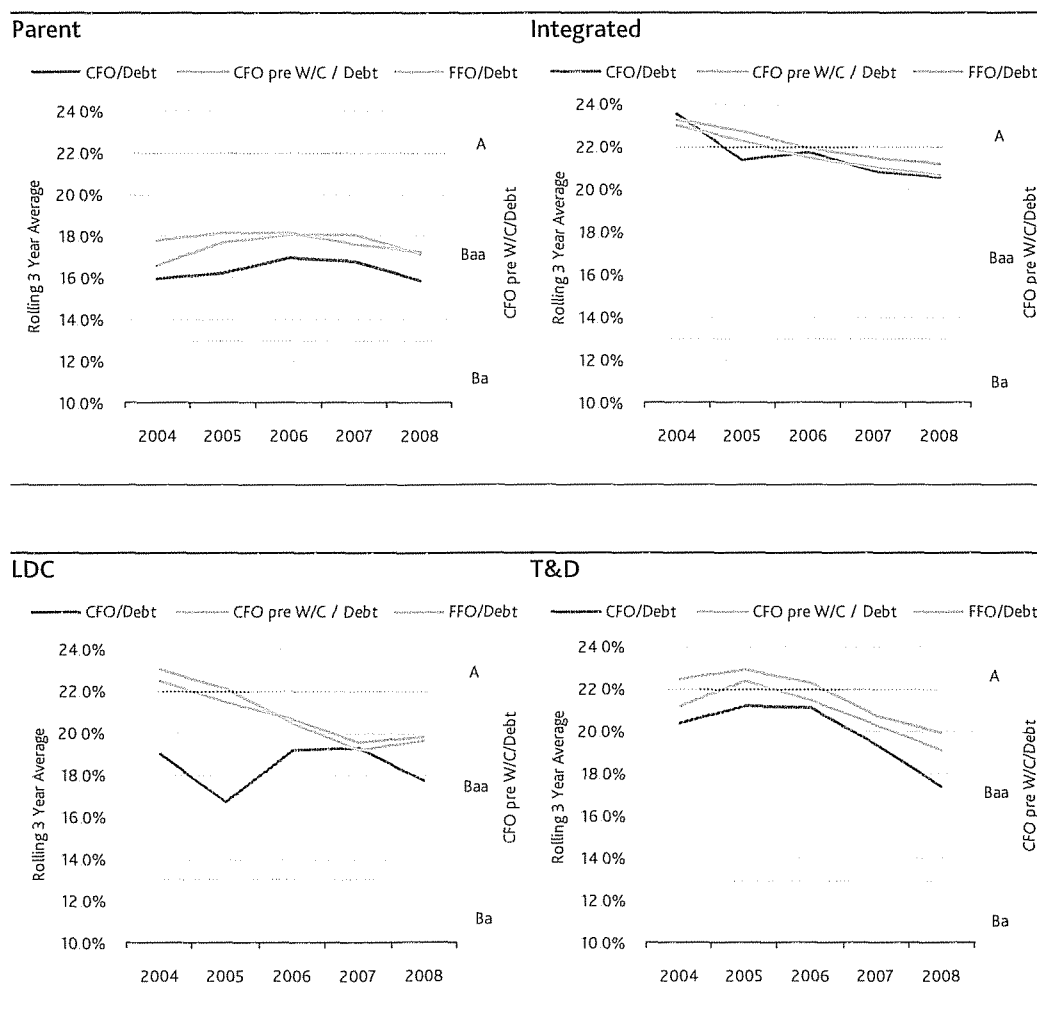 Parent
CFO/Debt CFO pre W/C / Debt FFO/Debt
24 0%
22 0%
20 0%
18 0%
16 0%
14 0%
12 0%
10 0%
Rolling 3 Year Average
A
Baa
Ba
CFO pre W/C/Debt
2004 2005 2006 2007 2008
Integrated
CFO/Debt CFO pre W/C / Debt FFO/Debt
24 0%
22 0%
20 0%
18 0%
16 0%
14 0%
12 0%
10 0%
Rolling 3 Year Average
A
Baa
Ba
CFO pre W/C/Debt
2004 2005 2006 2007 2008
LDC
CFO/Debt CFO pre W/C / Debt FFO/Debt
24 0%
22 0%
20 0%
18 0%
16 0%
14 0%
12 0%
10 0%
Rolling 3 Year Average
A
Baa
Ba
CFO pre W/C/Debt
2004 2005 2006 2007 2008
T&D
CFO/Debt CFO pre W/C / Debt FFO/Debt
24 0%
22 0%
20 0%
18 0%
16 0%
14 0%
12 0%
10 0%
Rolling 3 Year Average
A
Baa
Ba
CFO pre W/C/Debt
2004 2005 2006 2007 2008